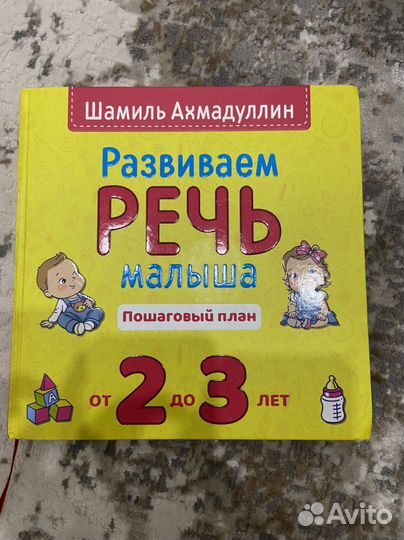 Шамиль Ахмадуллин
Развиваем
РЕЧЬ
малыша
Пошаговый план
от 2 до 3 лет
A
Avito